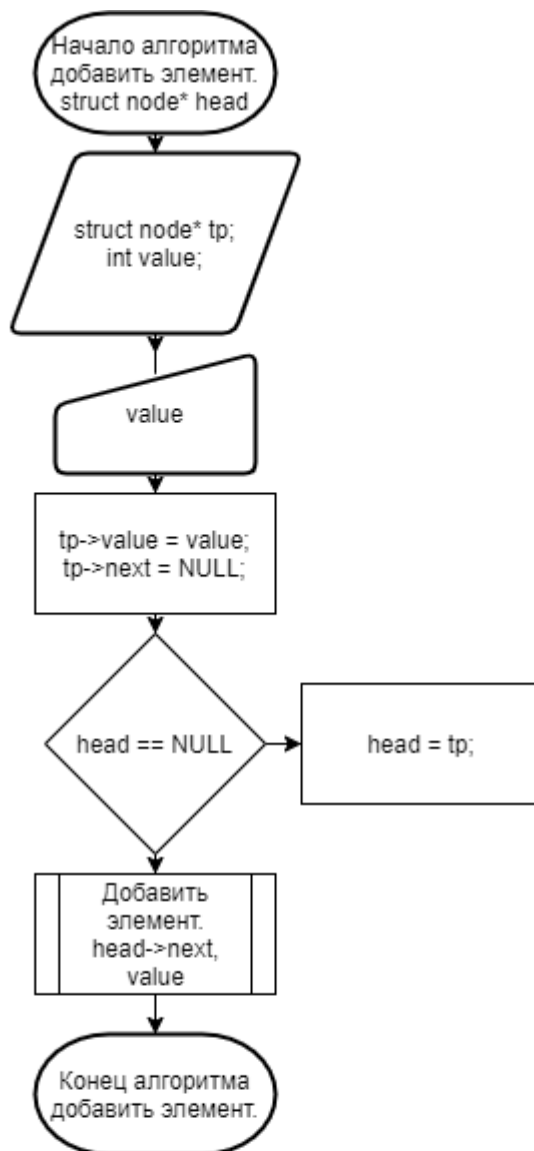 Начало алгоритма
добавить элемент.
struct node* head
struct node* tp;
int value;
value
tp->value = value;
tp->next = NULL;
head == NULL
head = tp;
Добавить
элемент.
head->next,
value
Конец алгоритма
добавить элемент.